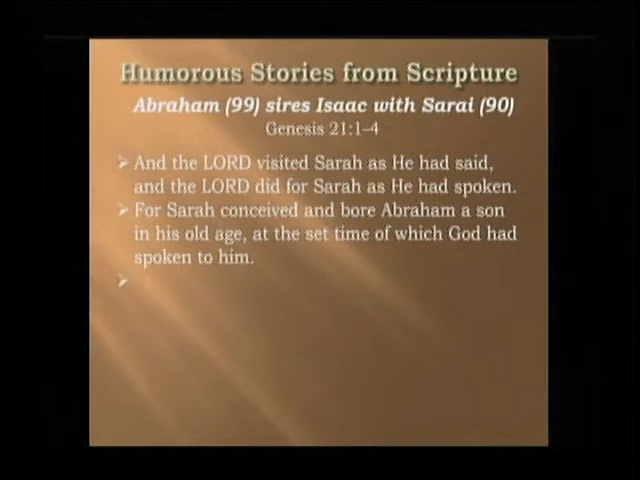 Humorous Stories from Scripture
Abraham (99) sires Isaac with Sarai (90)
Genesis 21:1–4
➢ And the LORD visited Sarah as He had said,
and the LORD did for Sarah as He had spoken.
➢ For Sarah conceived and bore Abraham a son
in his old age, at the set time of which God had
spoken to him.
➢